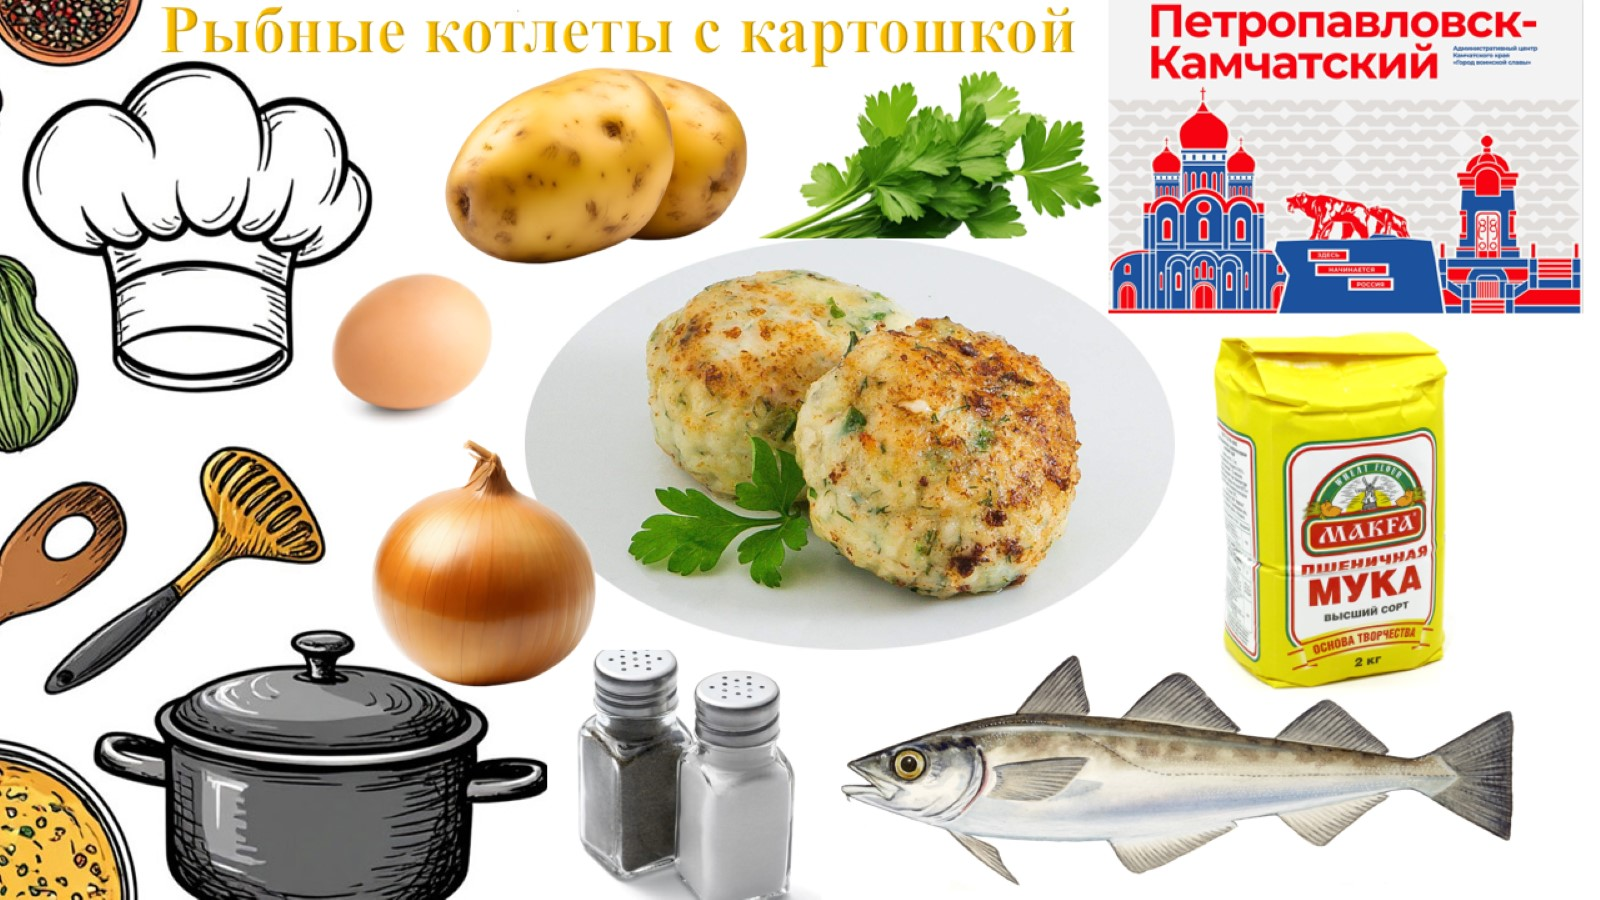 Рыбные котлеты с картошкой
Петропавловск-
Камчатский
Административный центр
Камчатского края
«Город воинской славы»
ЗДЕСЬ
НАЧИНАЕТСЯ
РОССИЯ
WHEAT FLOUR
МАКFА
ПШЕНИЧНАЯ
МУКА
ВЫСШИЙ СОРТ
ОСНОВА ТВОРЧЕСТВА
2 кг